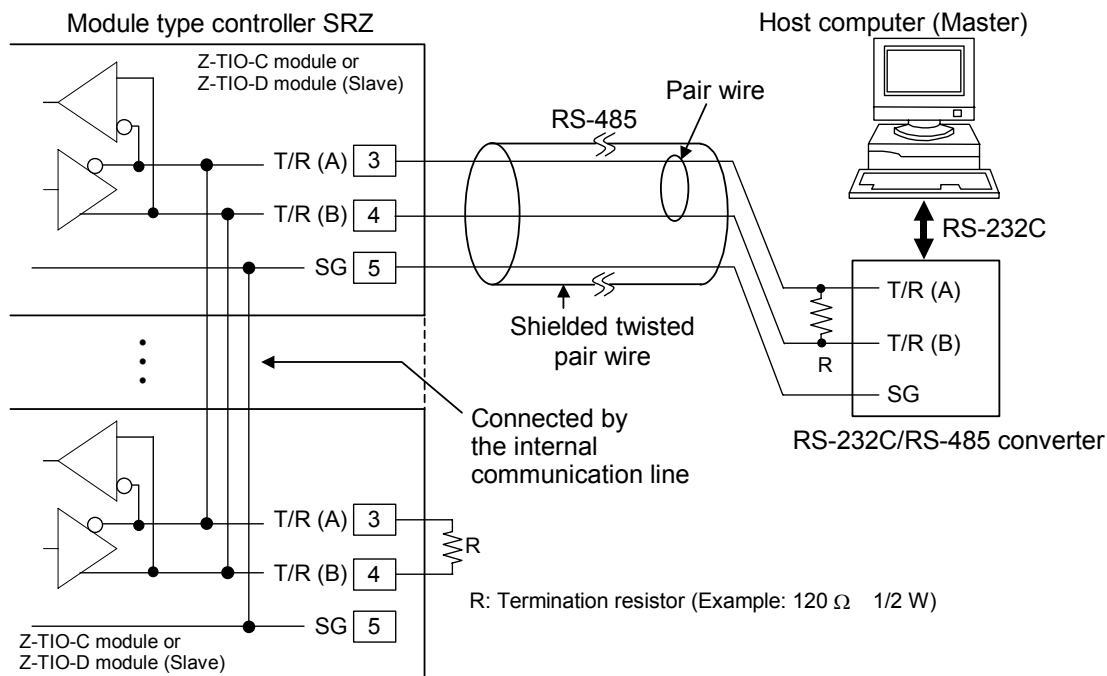 Module type controller SRZ
Host computer (Master)
Z-TIO-C module or
Z-TIO-D module (Slave)
Pair wire
RS-485
T/R (A) 3
T/R (B) 4
SG 5
RS-232C
T/R (A)
T/R (B)
R
SG
Shielded twisted
pair wire
RS-232C/RS-485 converter
Connected by
the internal
communication line
T/R (A) 3
T/R (B) 4
R
SG 5
R: Termination resistor (Example: 120 Ω 1/2 W)
Z-TIO-C module or
Z-TIO-D module (Slave)